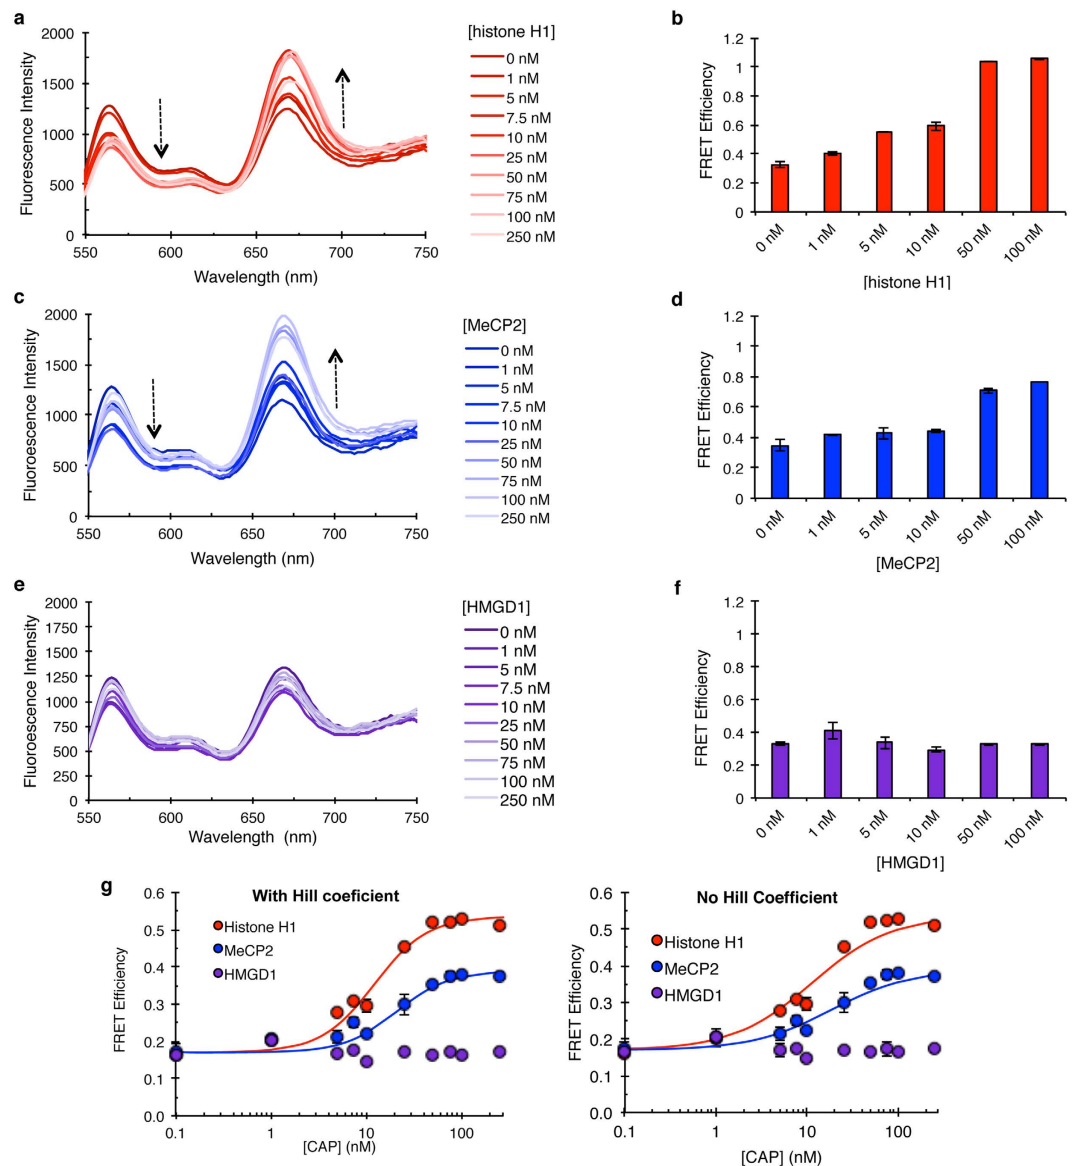 a
2000
1500
1000
500
0
550
600
650
700
750
Fluorescence Intensity
Wavelength (nm)
[histone H1]
0 nM
1 nM
5 nM
7.5 nM
10 nM
25 nM
50 nM
75 nM
100 nM
250 nM
b
1.2
1
0.8
0.6
0.4
0.2
0
FRET Efficiency
0 nM
1 nM
5 nM
10 nM
50 nM
100 nM
[histone H1]
c
2000
1500
1000
500
0
550
600
650
700
750
Fluoroescence Intensity
Wavelength (nm)
[MeCP2]
0 nM
1 nM
5 nM
7.5 nM
10 nM
25 nM
50 nM
75 nM
100 nM
250 nM
d
1.2
1
0.8
0.6
0.4
0.2
0
FRET Efficiency
0 nM
1 nM
5 nM
10 nM
50 nM
100 nM
[MeCP2]
e
2000
1750
1500
1250
1000
750
500
250
0
550
600
650
700
750
Fluoroescence Intensity
Wavelength (nm)
[HMGD1]
0 nM
1 nM
5 nM
7.5 nM
10 nM
25 nM
50 nM
75 nM
100 nM
250 nM
f
1.2
1
0.8
0.6
0.4
0.2
0
FRET Efficiency
0 nM
1 nM
5 nM
10 nM
50 nM
100 nM
[HMGD1]
g
With Hill coeficient
Histone H1
MeCP2
HMGD1
0.6
0.5
0.4
0.3
0.2
0.1
0.0
FRET Efficiency
0.1
1
10
100
[CAP] (nM)
No Hill Coefficient
Histone H1
MeCP2
HMGD1
0.6
0.5
0.4
0.3
0.2
0.1
0.0
FRET Efficiency
0.1
1
10
100
[CAP] (nM)